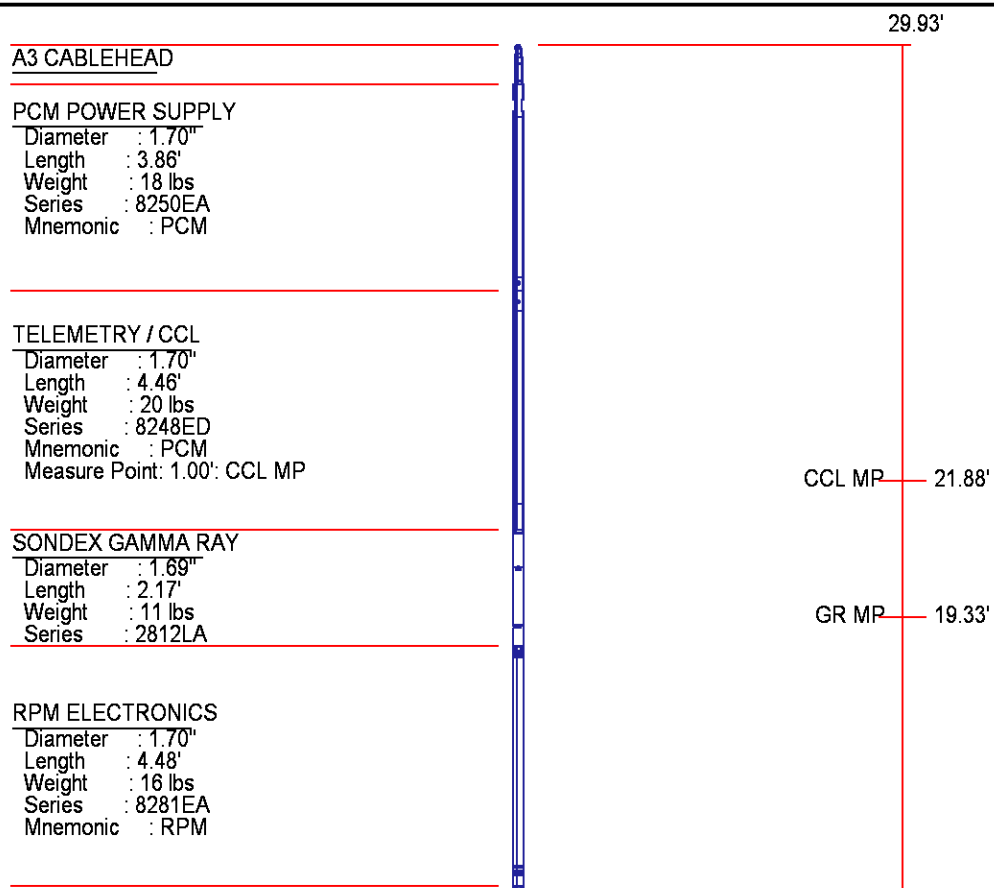 29.93'
A3 CABLEHEAD
PCM POWER SUPPLY
Diameter : 1.70"
Length : 3.86'
Weight : 18 lbs
Series : 8250EA
Mnemonic : PCM
TELEMETRY / CCL
Diameter : 1.70"
Length : 4.46'
Weight : 20 lbs
Series : 8248ED
Mnemonic : PCM
Measure Point: 1.00': CCL MP
CCL MP 21.88'
SONDEX GAMMA RAY
Diameter : 1.69"
Length : 2.17'
Weight : 11 lbs
Series : 2812LA
GR MP 19.33'
RPM ELECTRONICS
Diameter : 1.70"
Length : 4.48'
Weight : 16 lbs
Series : 8281EA
Mnemonic : RPM